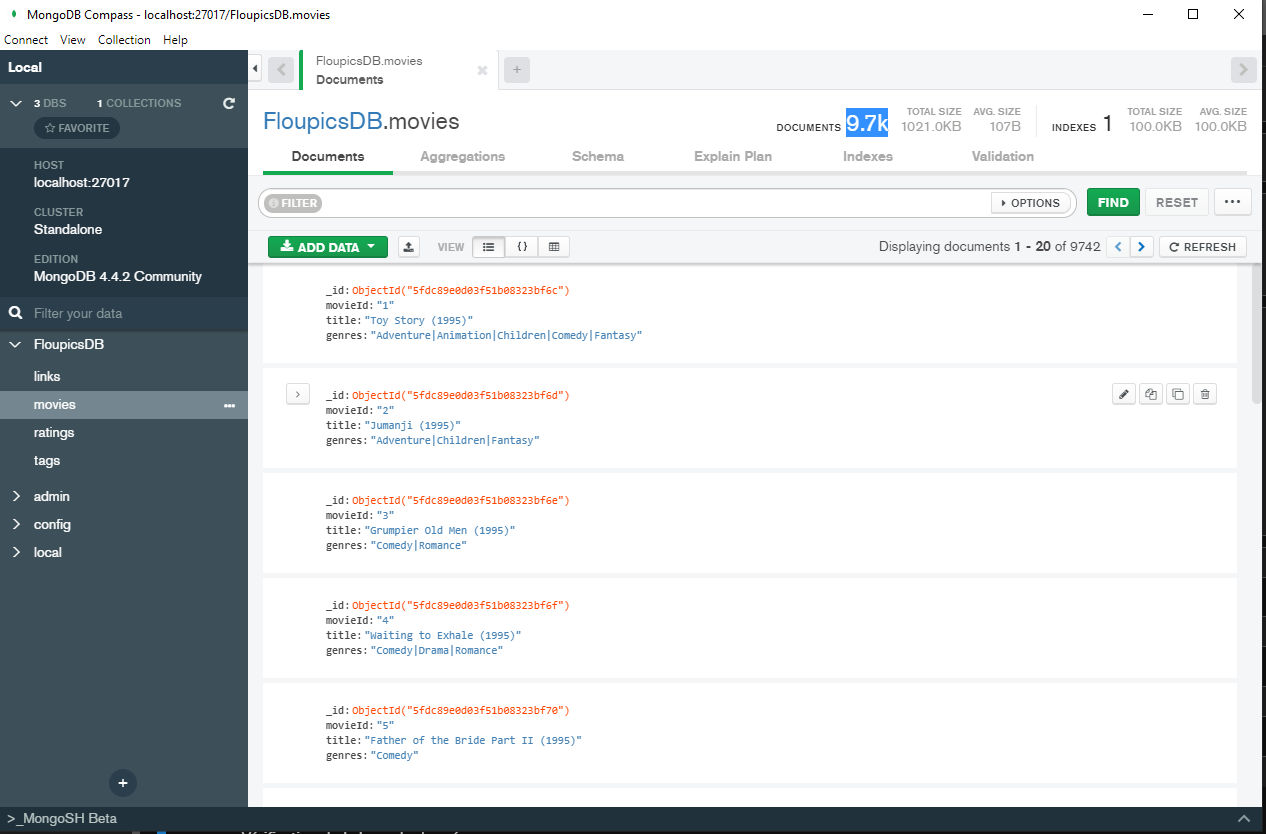 MongoDB Compass - localhost:27017/FloupicsDB.movies
Connect View Collection Help
Local
3 DBS 1 COLLECTIONS
FAVORITE
HOST
localhost:27017
CLUSTER
Standalone
EDITION
MongoDB 4.4.2 Community
Filter your data
FloupicsDB
links
movies
ratings
tags
admin
config
local
>_MongoSH Beta
FloupicsDB.movies
Documents
FloupicsDB.movies
DOCUMENTS 9.7k TOTAL SIZE 1021.0KB AVG. SIZE 107B INDEXES 1 TOTAL SIZE 100.0KB AVG. SIZE 100.0KB
Documents Aggregations Schema Explain Plan Indexes Validation
FILTER OPTIONS FIND RESET
ADD DATA VIEW {} Displaying documents 1 - 20 of 9742 REFRESH
_id: ObjectId("5fdc89e0d03f51b08323bf6c")
movieId: "1"
title: "Toy Story (1995)"
genres: "Adventure|Animation|Children|Comedy|Fantasy"
_id: ObjectId("5fdc89e0d03f51b08323bf6d")
movieId: "2"
title: "Jumanji (1995)"
genres: "Adventure|Children|Fantasy"
_id: ObjectId("5fdc89e0d03f51b08323bf6e")
movieId: "3"
title: "Grumpier Old Men (1995)"
genres: "Comedy|Romance"
_id: ObjectId("5fdc89e0d03f51b08323bf6f")
movieId: "4"
title: "Waiting to Exhale (1995)"
genres: "Comedy|Drama|Romance"
_id: ObjectId("5fdc89e0d03f51b08323bf70")
movieId: "5"
title: "Father of the Bride Part II (1995)"
genres: "Comedy"